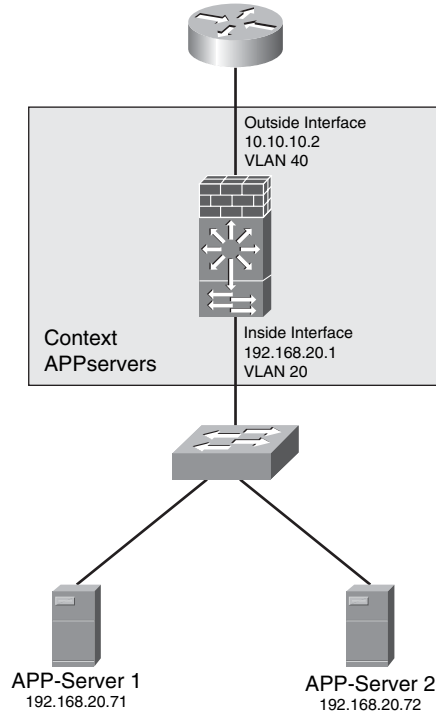 Outside Interface
10.10.10.2
VLAN 40
Context
APPservers
Inside Interface
192.168.20.1
VLAN 20
APP-Server 1
192.168.20.71
APP-Server 2
192.168.20.72